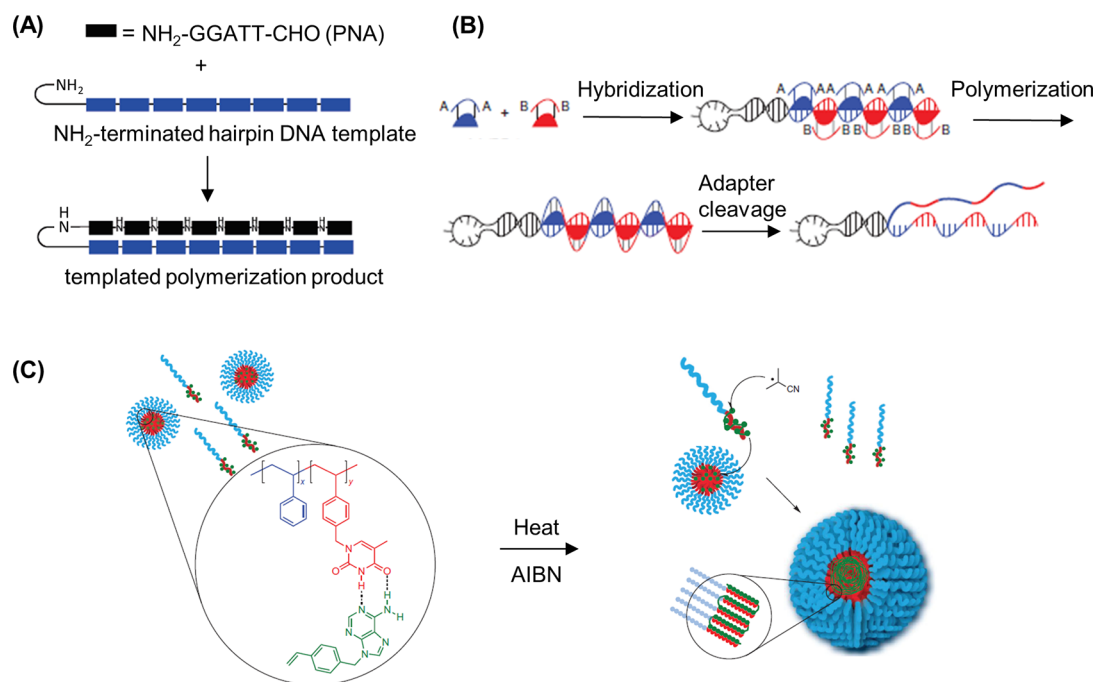 (A)
= NH2-GGATT-CHO (PNA)
+
NH2
NH2-terminated hairpin DNA template
H
N
H
N
H
N
H
N
H
N
H
N
H
N
H
N
templated polymerization product
(B)
A A + B B
Hybridization
A AA A A A
B B B B B B
Polymerization
Adapter
cleavage
(C)
x
y
N
O N O
H
H
N N H
N
N N
Heat
AIBN
CN